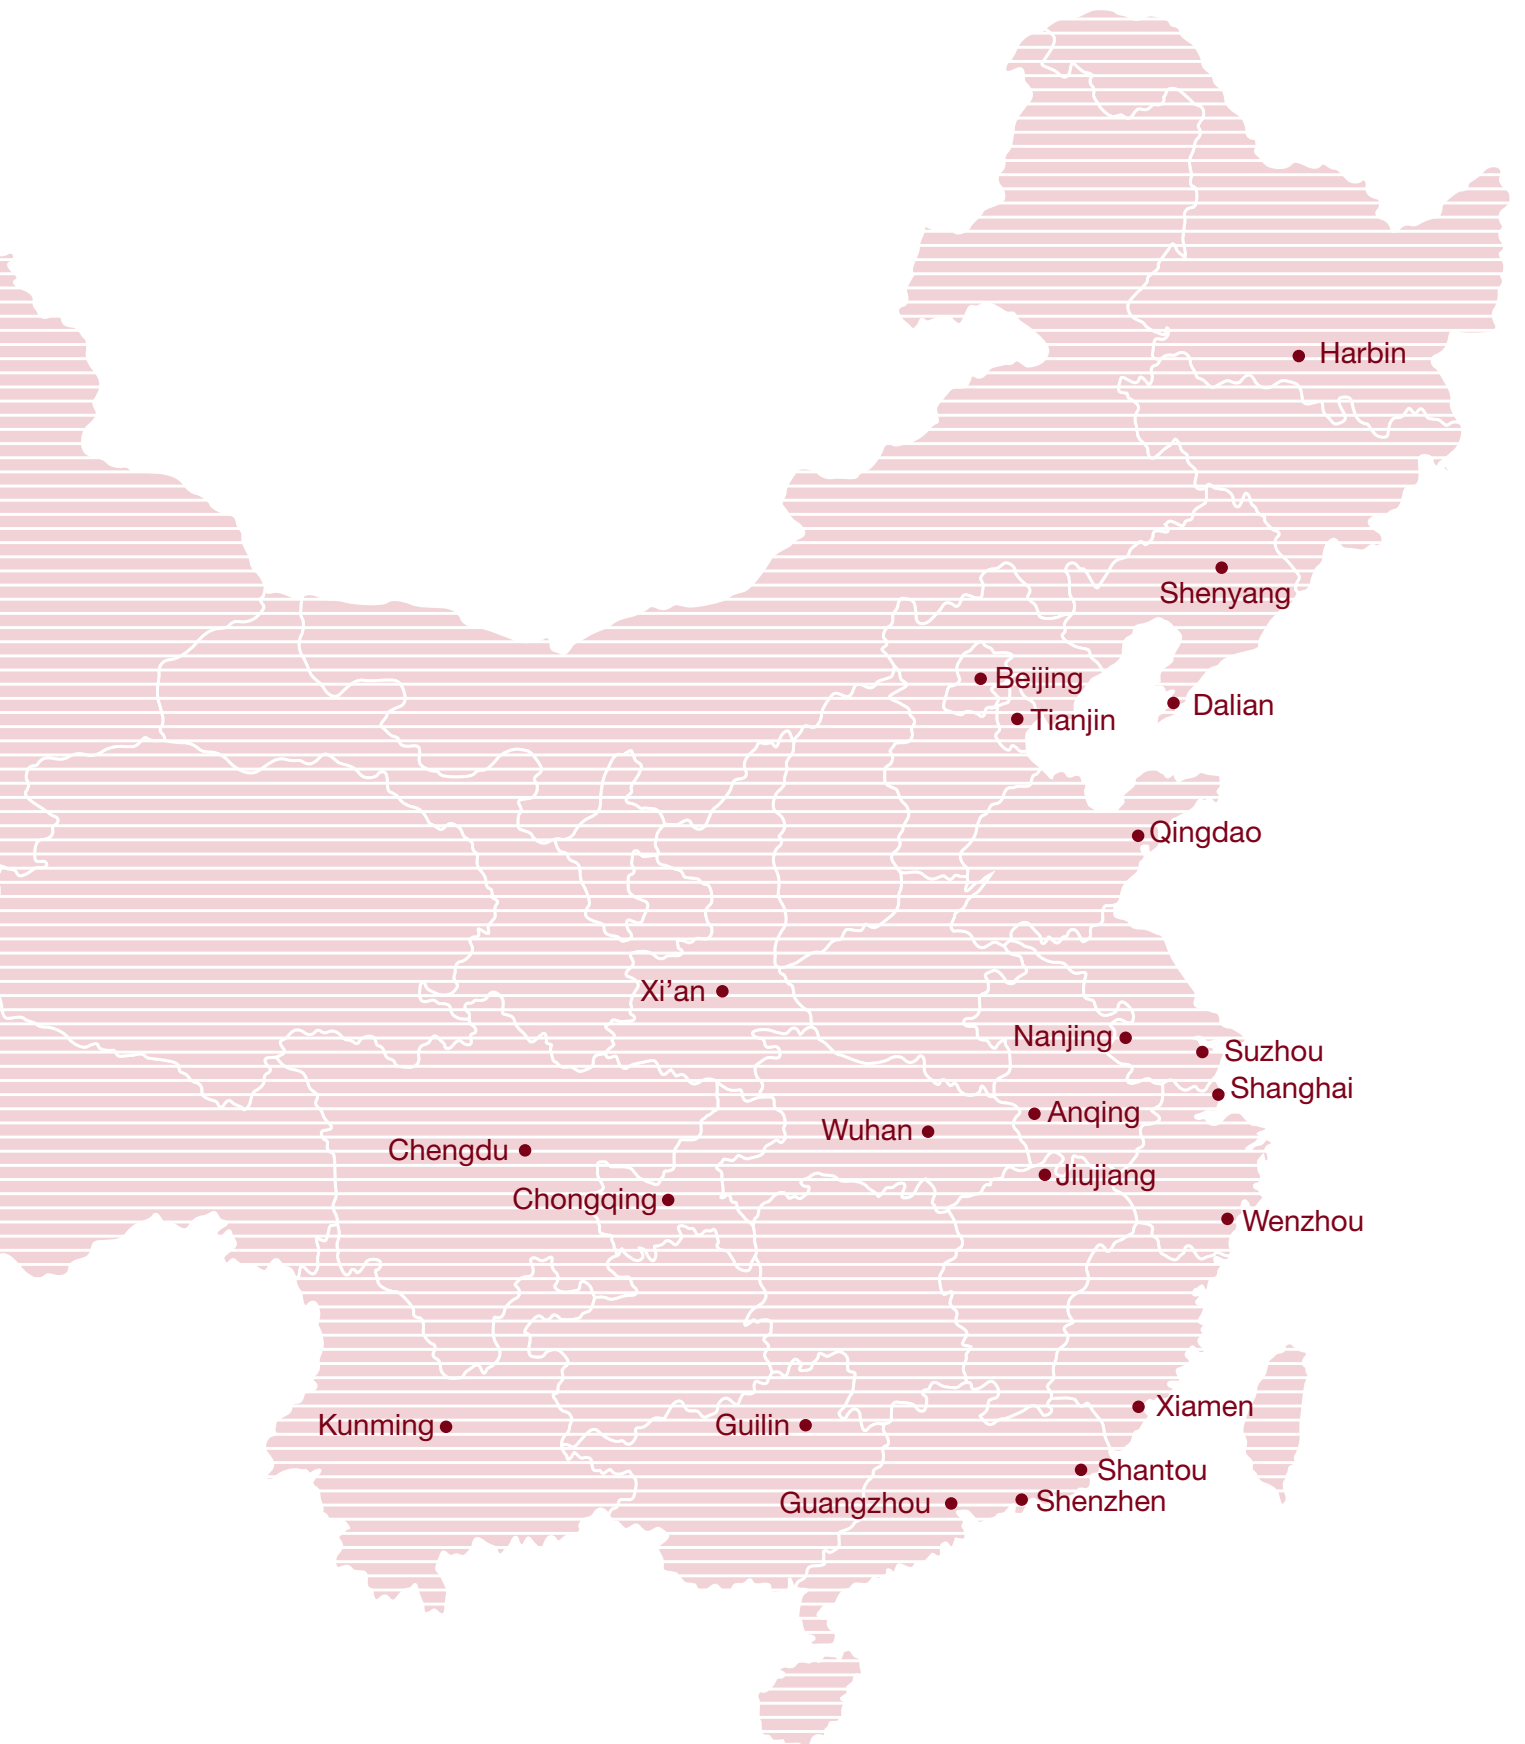 Harbin
Shenyang
Beijing
Dalian
Tianjin
Qingdao
Xi’an
Nanjing
Suzhou
Shanghai
Anqing
Wuhan
Chengdu
Jiujiang
Chongqing
Wenzhou
Xiamen
Kunming
Guilin
Shantou
Shenzhen
Guangzhou